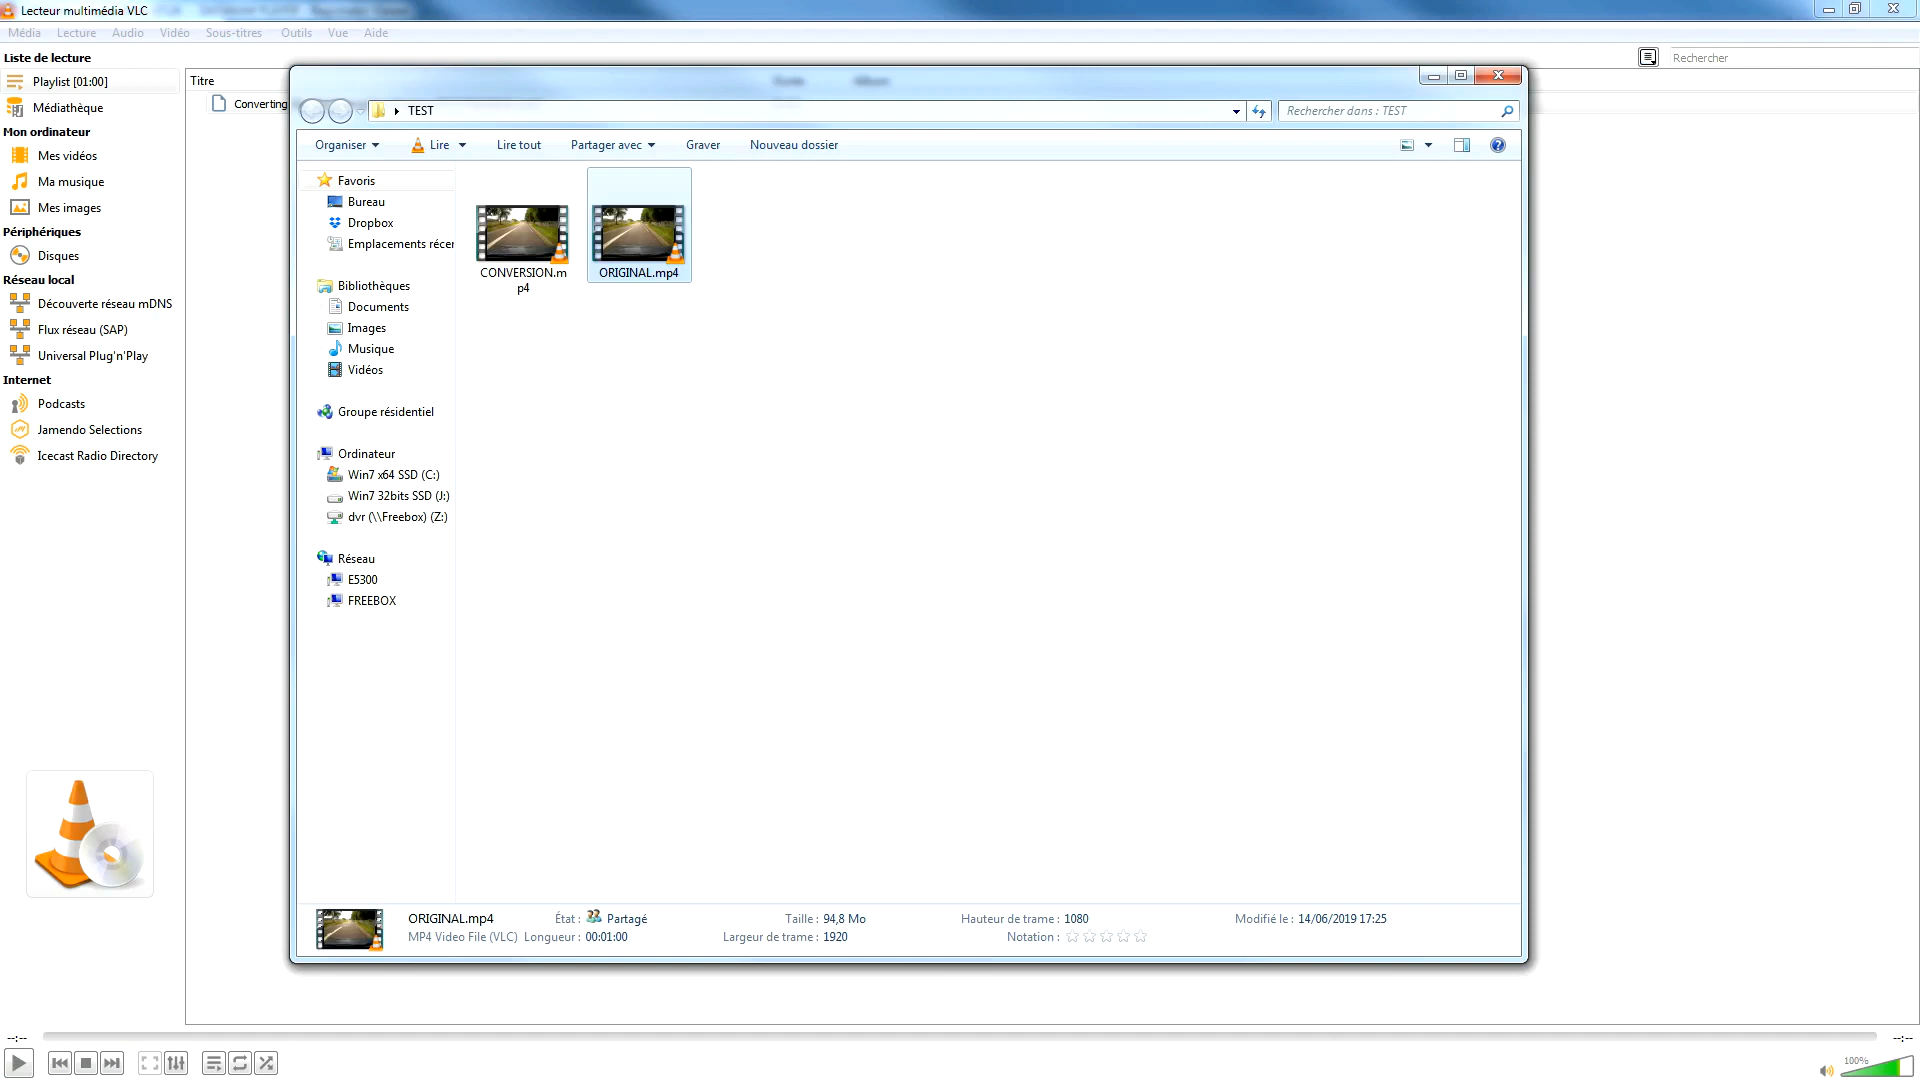 Lecteur multimédia VLC
Média Lecture Audio Vidéo Sous-titres Outils Vue Aide
Liste de lecture
Rechercher
Playlist [01:00]
Médiathèque
Mon ordinateur
Mes vidéos
Ma musique
Mes images
Périphériques
Disques
Réseau local
Découverte réseau mDNS
Flux réseau (SAP)
Universal Plug'n'Play
Internet
Podcasts
Jamendo Selections
Icecast Radio Directory
Titre
Converting
TEST
Rechercher dans : TEST
Organiser Lire Lire tout Partager avec Graver Nouveau dossier
Favoris
Bureau
Dropbox
Emplacements récer
Bibliothèques
Documents
Images
Musique
Vidéos
Groupe résidentiel
Ordinateur
Win7 x64 SSD (C:)
Win7 32bits SSD (J:)
dvr (\\Freebox) (Z:)
Réseau
E5300
FREEBOX
CONVERSION.m
p4
ORIGINAL.mp4
ORIGINAL.mp4 État : Partagé Taille : 94,8 Mo Hauteur de trame : 1080 Modifié le : 14/06/2019 17:25
MP4 Video File (VLC) Longueur : 00:01:00 Largeur de trame : 1920 Notation :
--:-- --:--
100%